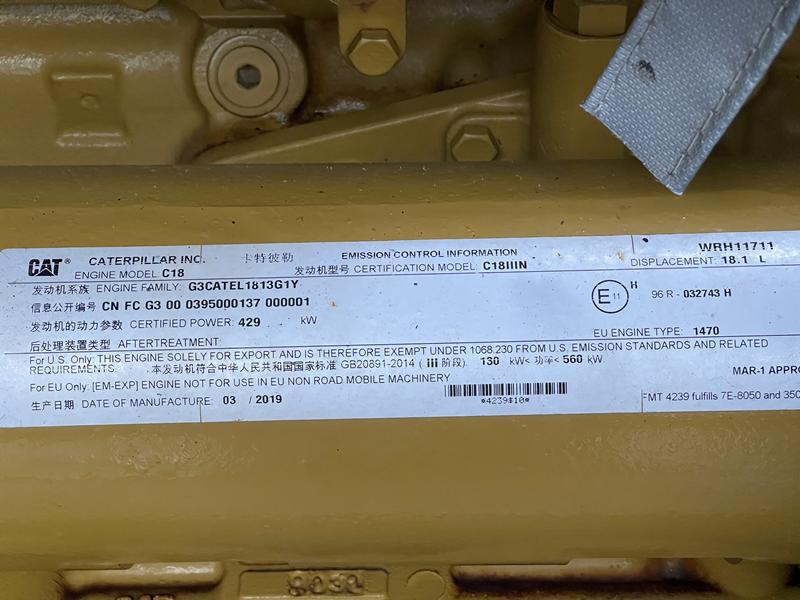 CAT® CATERPILLAR INC. 卡特彼勒 EMISSION CONTROL INFORMATION WRH11711
ENGINE MODEL C18 发动机型号 CERTIFICATION MODEL C18IIIN DISPLACEMENT: 18.1 L
发动机系族 ENGINE FAMILY: G3CATEL1813G1Y
信息公开编号 CN FC G3 00 0395000137 000001
E 11 H 96 R - 032743 H
发动机的动力参数 CERTIFIED POWER: 429 kW
EU ENGINE TYPE: 1470
后处理装置类型 AFTERTREATMENT:
For U.S. Only: THIS ENGINE SOLELY FOR EXPORT AND IS THEREFORE EXEMPT UNDER 1068.230 FROM U.S. EMISSION STANDARDS AND RELATED
REQUIREMENTS. 本发动机符合中华人民共和国国家标准 GB20891-2014 ( iii 阶段). 130 kW< 功率< 560 kW.
MAR-1 APPRO
For EU Only: [EM-EXP] ENGINE NOT FOR USE IN EU NON ROAD MOBILE MACHINERY
生产日期 DATE OF MANUFACTURE: 03 / 2019
*4239$10*
FMT 4239 fulfills 7E-8050 and 350